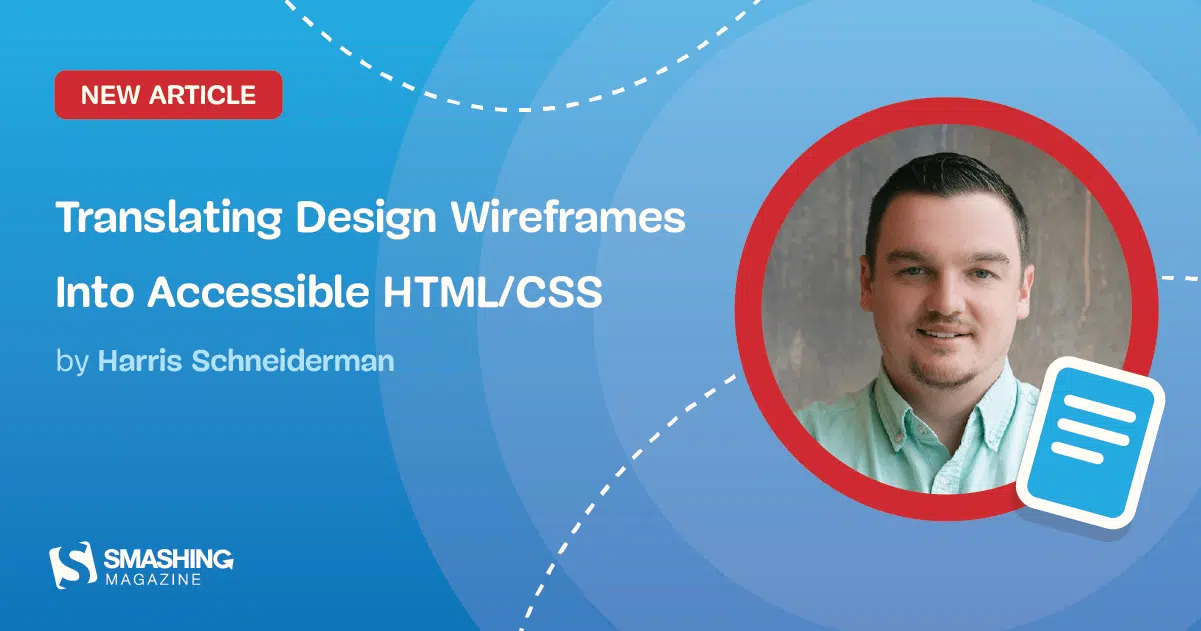 NEW ARTICLE
Translating Design Wireframes
Into Accessible HTML/CSS
by Harris Schneiderman
SMASHING
MAGAZINE